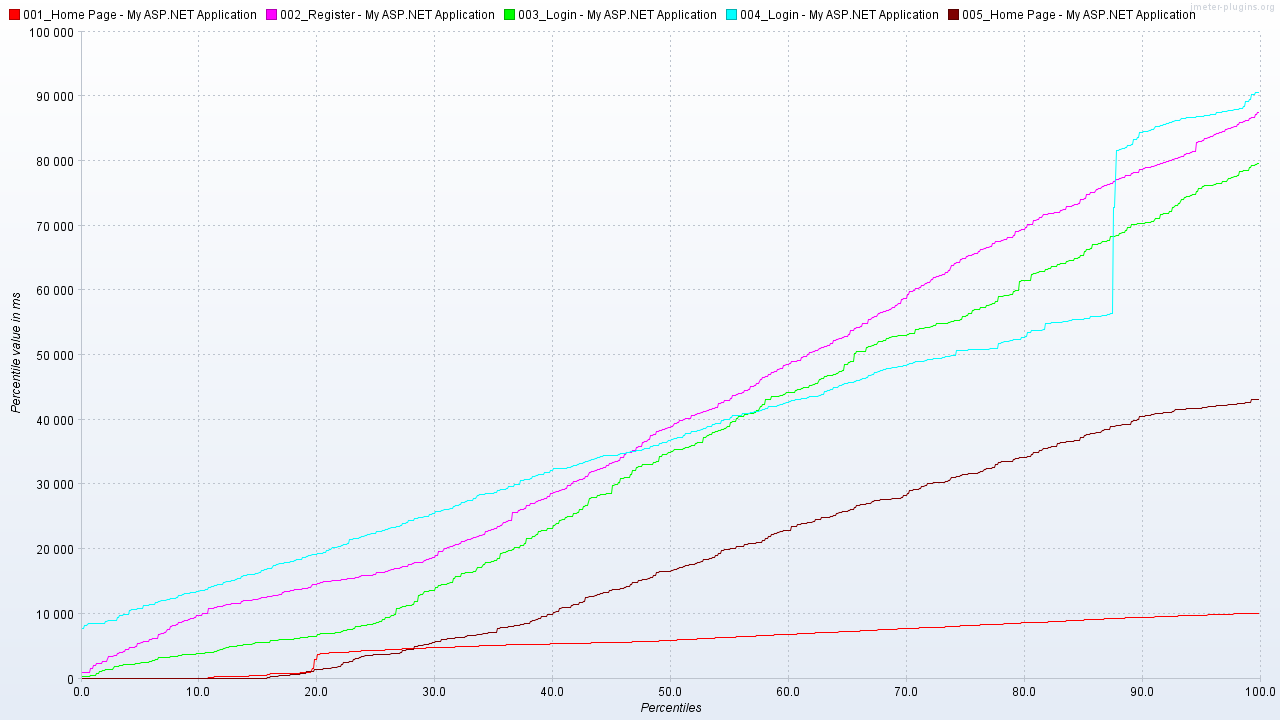 001_Home Page - My ASP.NET Application 002_Register - My ASP.NET Application 003_Login - My ASP.NET Application 004_Login - My ASP.NET Application 005_Home Page - My ASP.NET Application
jmeter-plugins.org
100 000
90 000
80 000
70 000
60 000
50 000
40 000
30 000
20 000
10 000
0
Percentile value in ms
0.0 10.0 20.0 30.0 40.0 50.0 60.0 70.0 80.0 90.0 100.0
Percentiles